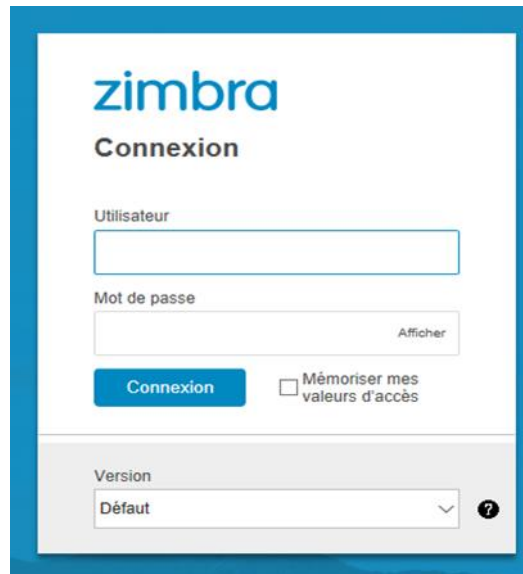 zimbra
Connexion
Utilisateur
Mot de passe
Afficher
Connexion
Mémoriser mes
valeurs d'accès
Version
Défaut
?